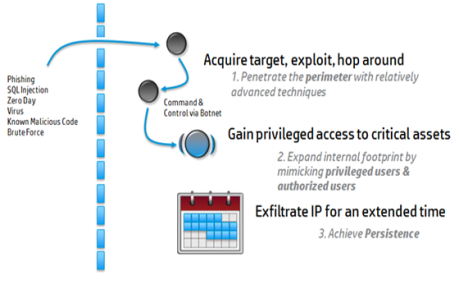 Acquire target, exploit, hop around
1. Penetrate the perimeter with relatively
advanced techniques
Phishing
SQL Injection
Zero Day
Virus
Known Malicious Code
Brute Force
Command &
Control via Botnet
Gain privileged access to critical assets
2. Expand internal footprint by
mimicking privileged users &
authorized users
Exfiltrate IP for an extended time
3. Achieve Persistence